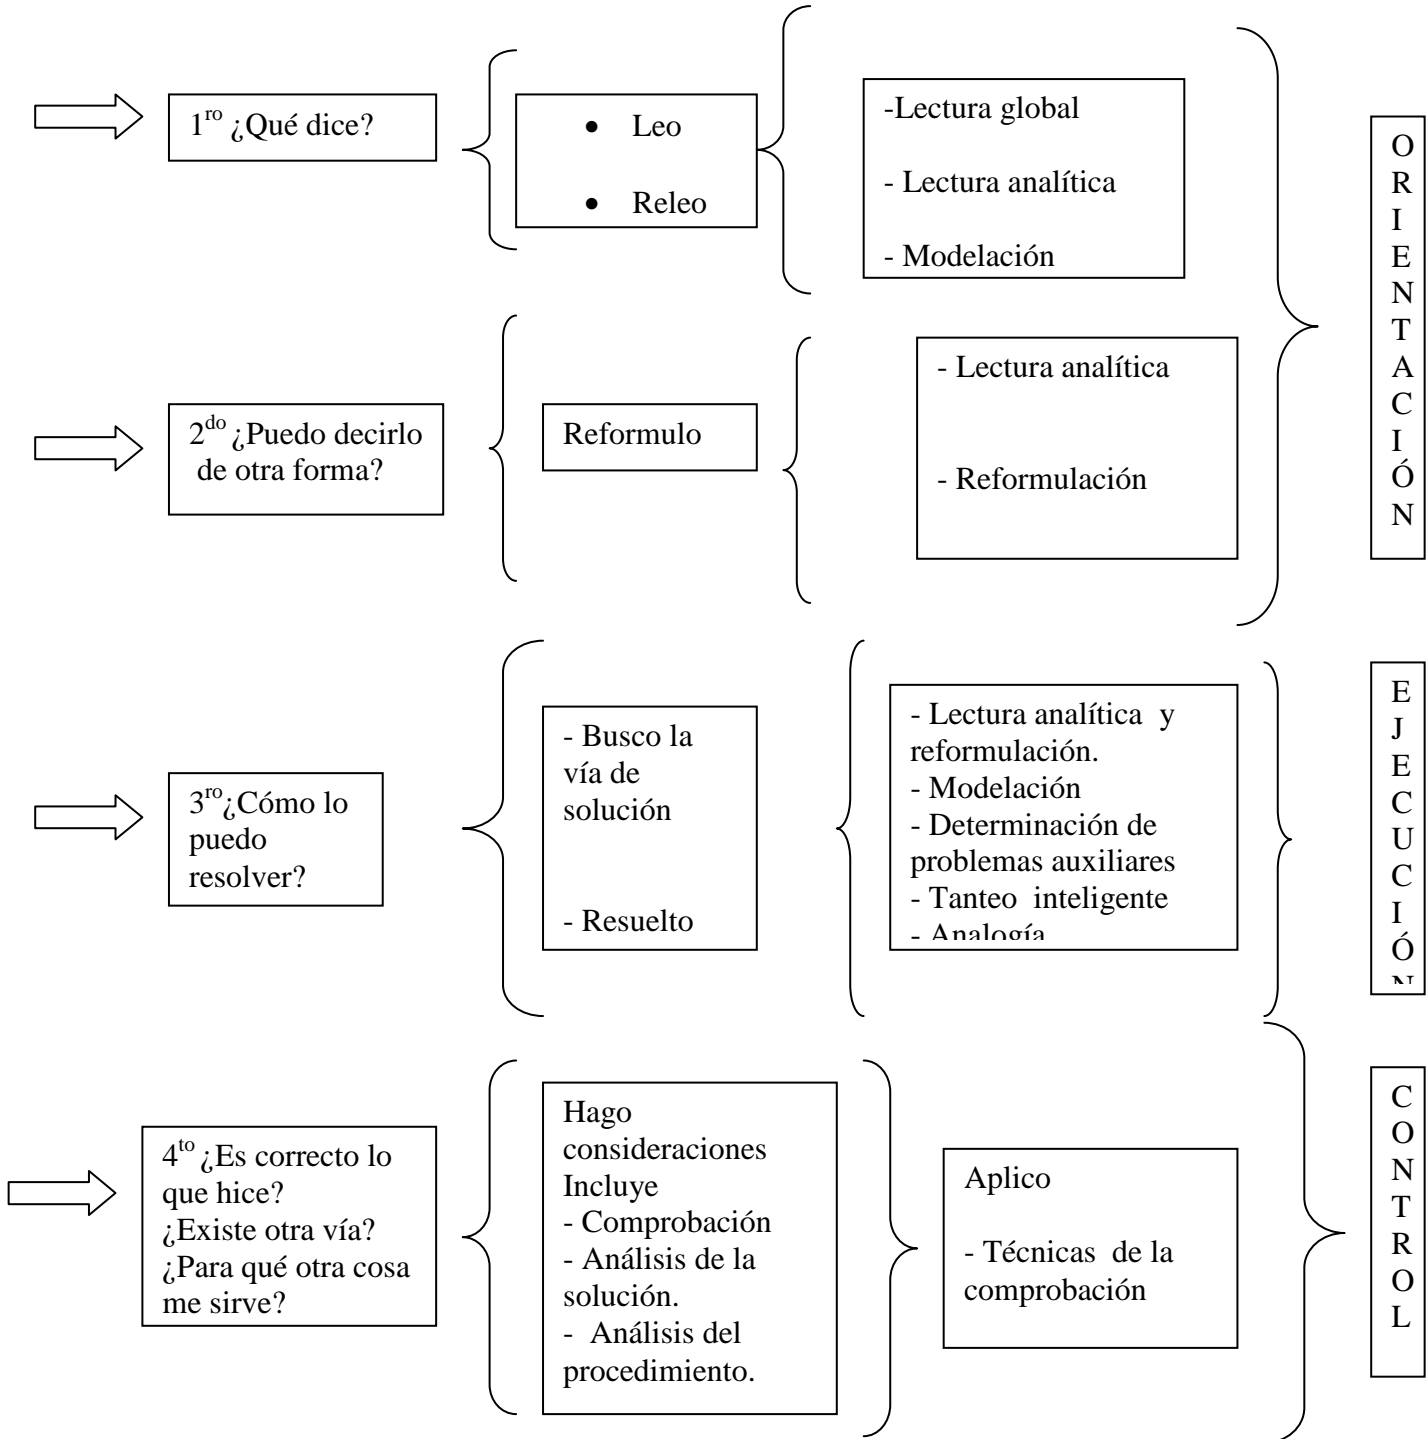 1ro ¿Qué dice?
• Leo
• Releo
-Lectura global
- Lectura analítica
- Modelación
2do ¿Puedo decirlo
de otra forma?
Reformulo
- Lectura analítica
- Reformulación
O
R
I
E
N
T
A
C
I
Ó
N
3ro¿Cómo lo
puedo
resolver?
- Busco la
vía de
solución
- Resuelto
- Lectura analítica y
reformulación.
- Modelación
- Determinación de
problemas auxiliares
- Tanteo inteligente
- Analogía
E
J
E
C
U
C
I
Ó
N
4to ¿Es correcto lo
que hice?
¿Existe otra vía?
¿Para qué otra cosa
me sirve?
Hago
consideraciones
Incluye
- Comprobación
- Análisis de la
solución.
- Análisis del
procedimiento.
Aplico
- Técnicas de la
comprobación
C
O
N
T
R
O
L